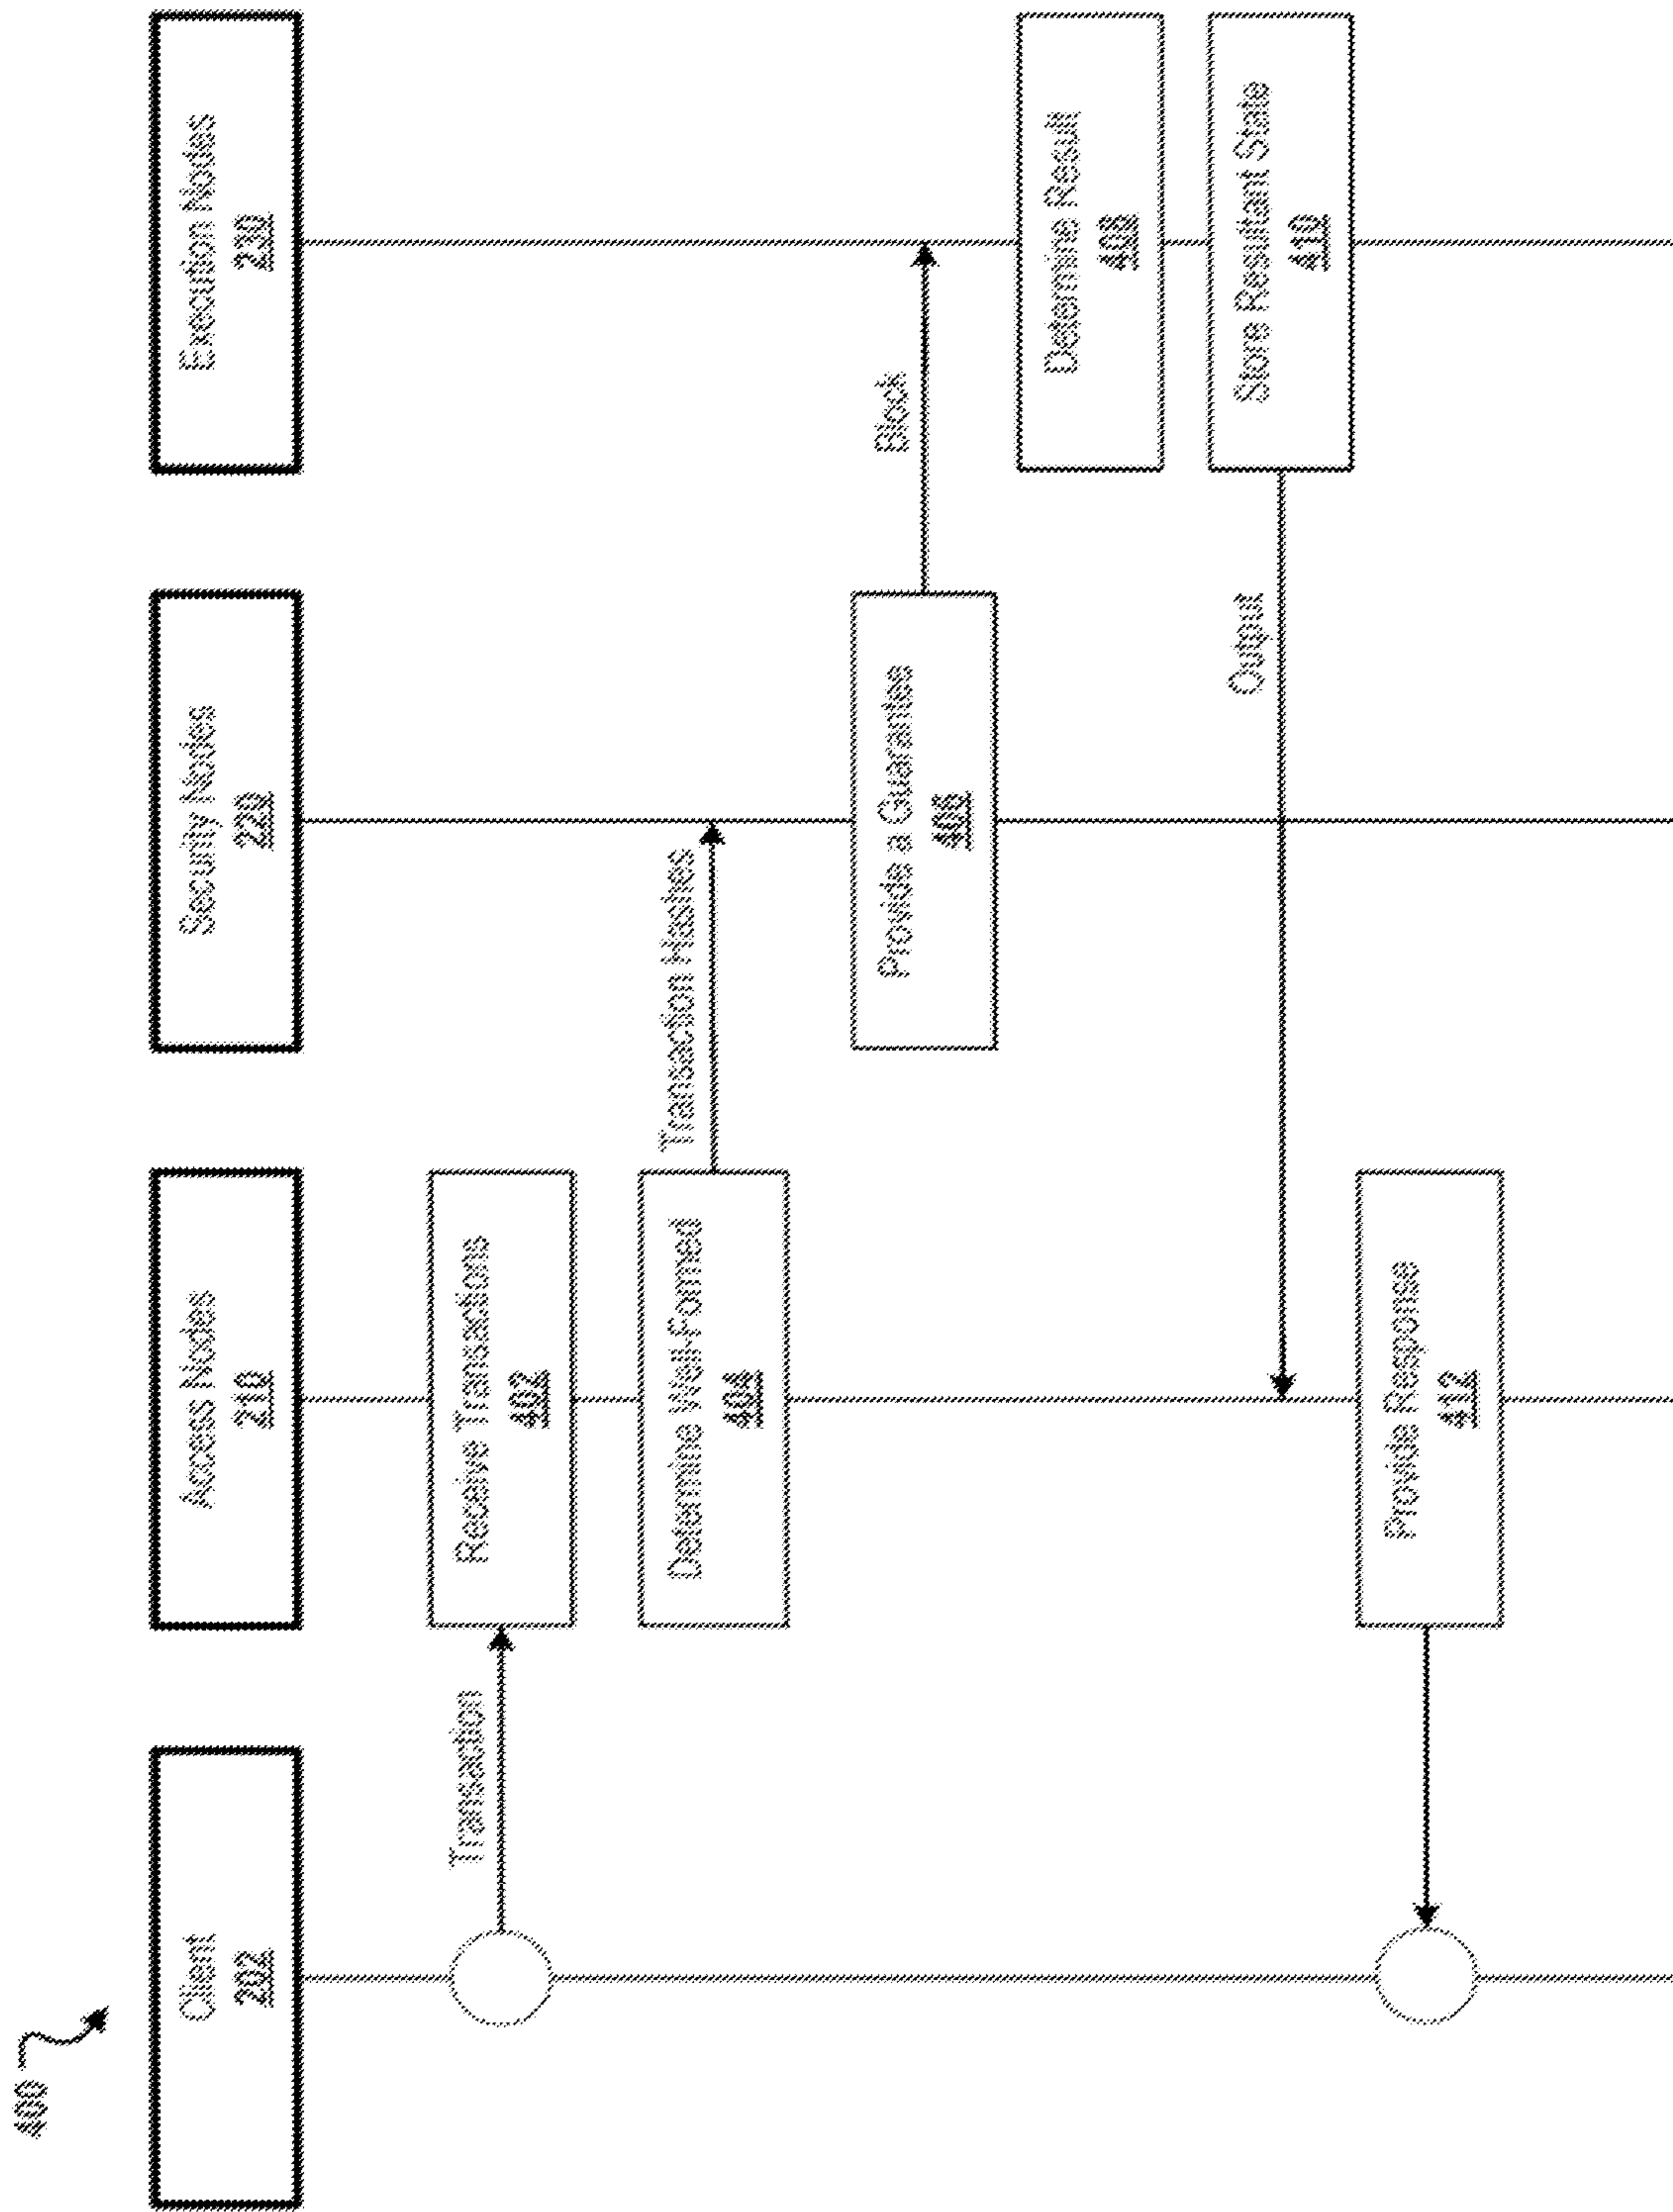 400
Client
202
Access Nodes
210
Security Nodes
220
Execution Nodes
230
Transaction
Receive Transactions
402
Determine Well-Formed
404
Transaction Hashes
Provide a Guarantee
406
Block
Determine Result
408
Store Resultant State
410
Output
Provide Response
412